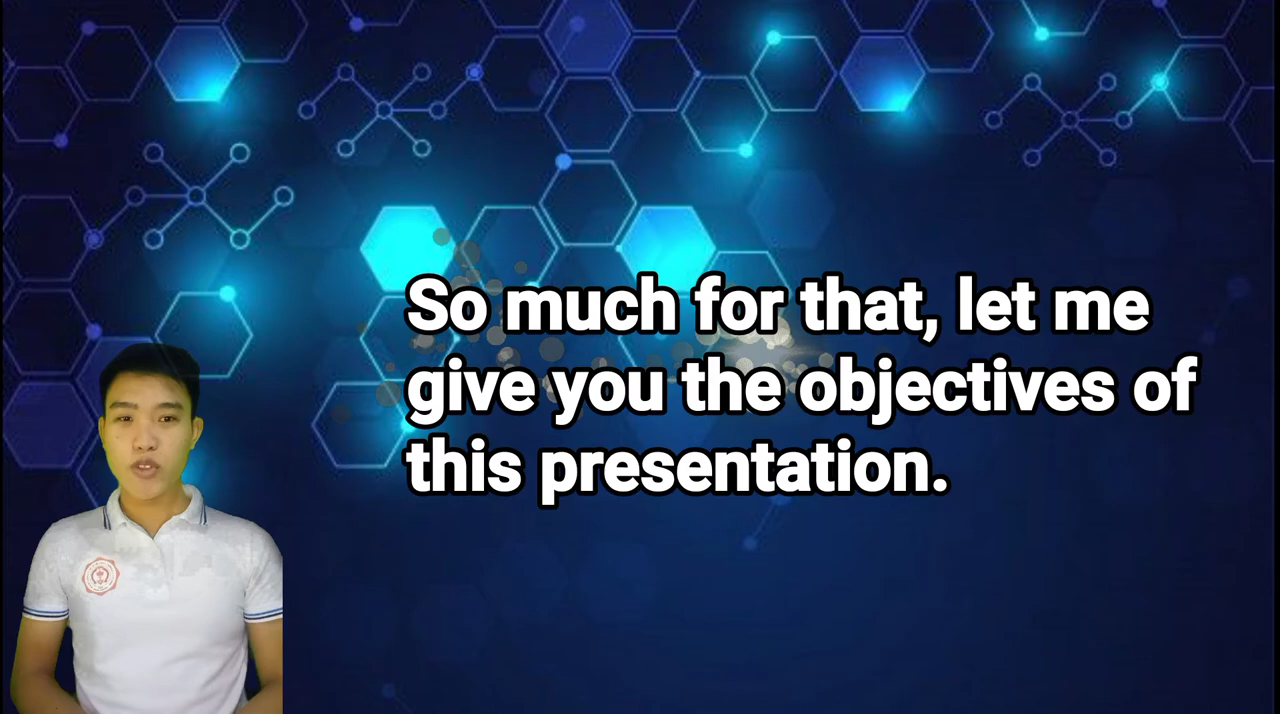 So much for that, let me
give you the objectives of
this presentation.